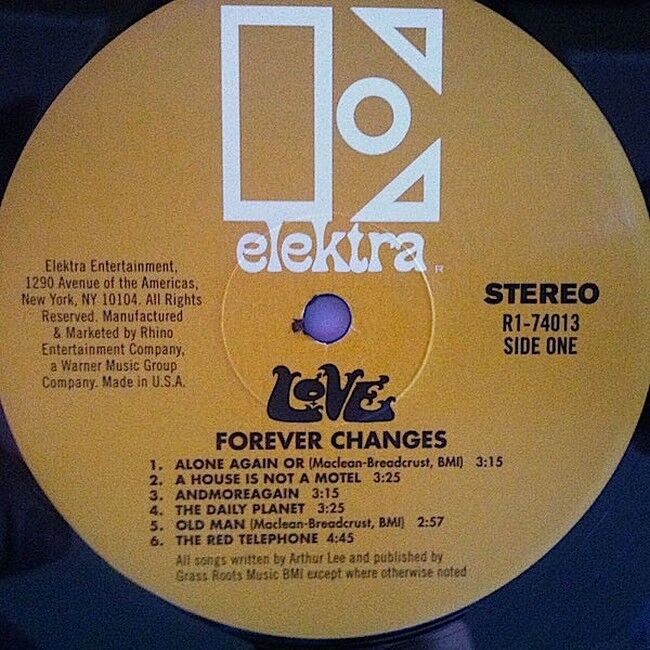 elektra
R
Elektra Entertainment,
1290 Avenue of the Americas,
New York, NY 10104. All Rights
Reserved. Manufactured
& Marketed by Rhino
Entertainment Company,
a Warner Music Group
Company. Made in U.S.A.
STEREO
R1-74013
SIDE ONE
LOVE
FOREVER CHANGES
1. ALONE AGAIN OR (Maclean-Breadcrust, BMI) 3:15
2. A HOUSE IS NOT A MOTEL 3:25
3. ANDMOREAGAIN 3:15
4. THE DAILY PLANET 3:25
5. OLD MAN (Maclean-Breadcrust, BMI) 2:57
6. THE RED TELEPHONE 4:45
All songs written by Arthur Lee and published by
Grass Roots Music BMI except where otherwise noted